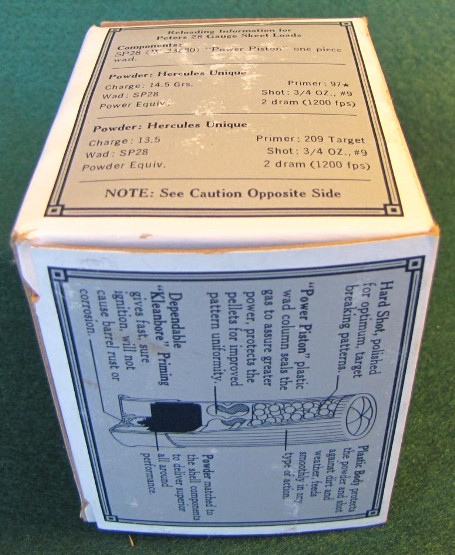 Reloading Information for
Peters 28 Gauge Skeet Loads
Components:
SP28 "Power Piston" one piece
wad.
Powder: Hercules Unique
Charge: 14.5 Grs.
Primer: 97★
Wad: SP28
Shot: 3/4 OZ., #9
Power Equiv.
2 dram (1200 fps)
Powder: Hercules Unique
Charge: 13.5
Primer: 209 Target
Wad: SP28
Shot: 3/4 OZ., #9
Powder Equiv.
2 dram (1200 fps)
NOTE: See Caution Opposite Side
Hard Shot, polished
for optimum, target
breaking patterns.
"Power Piston" plastic
wad column seals the
gas to assure greater
power, protects the
pellets for improved
pattern uniformity.
Dependable
"Kleanbore" Priming
gives fast, sure
ignition, will not
cause barrel rust or
corrosion.
Plastic Body protects
the powder and shot
against dirt and
weather, feeds
smoothly in any
type of action.
Powder matched to
the shell components
to deliver superior
all around
performance.